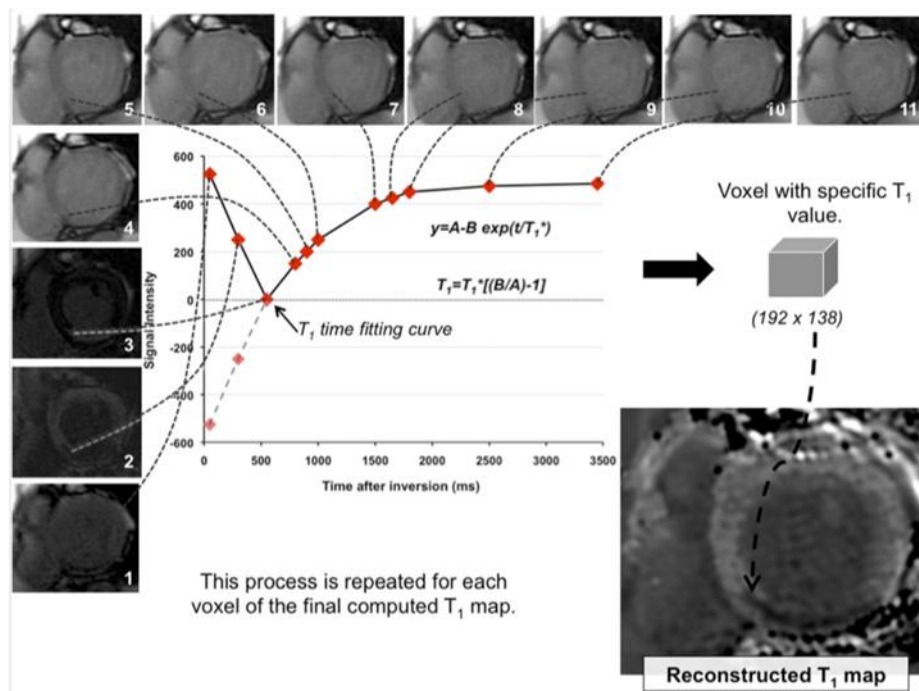 5
6
7
8
9
10
11
4
3
2
1
600
400
200
0
-200
-400
-600
Signal Intensity
0
500
1000
1500
2000
2500
3000
3500
Time after inversion (ms)
y=A-B exp(t/T₁*)
T₁=T₁*[(B/A)-1]
T₁ time fitting curve
Voxel with specific T₁
value.
(192 x 138)
This process is repeated for each
voxel of the final computed T₁ map.
Reconstructed T₁ map